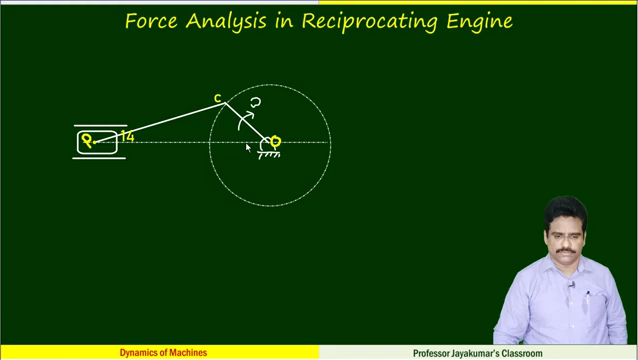 Force Analysis in Reciprocating Engine
C
P
14
O
Dynamics of Machines
Professor Jayakumar's Classroom